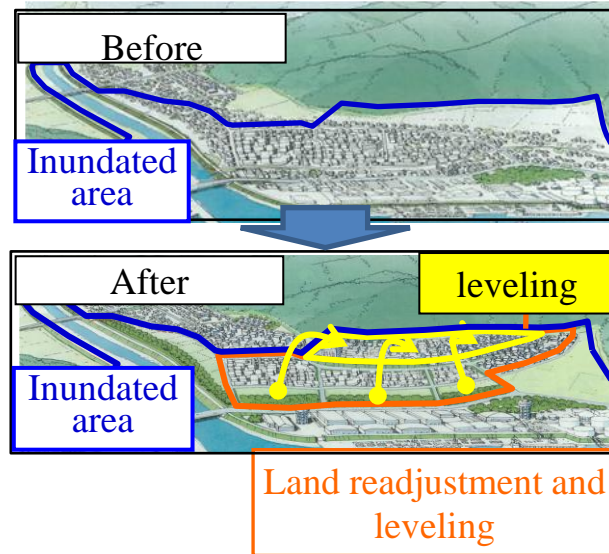 Before
Inundated
area
After
leveling
Inundated
area
Land readjustment and
leveling